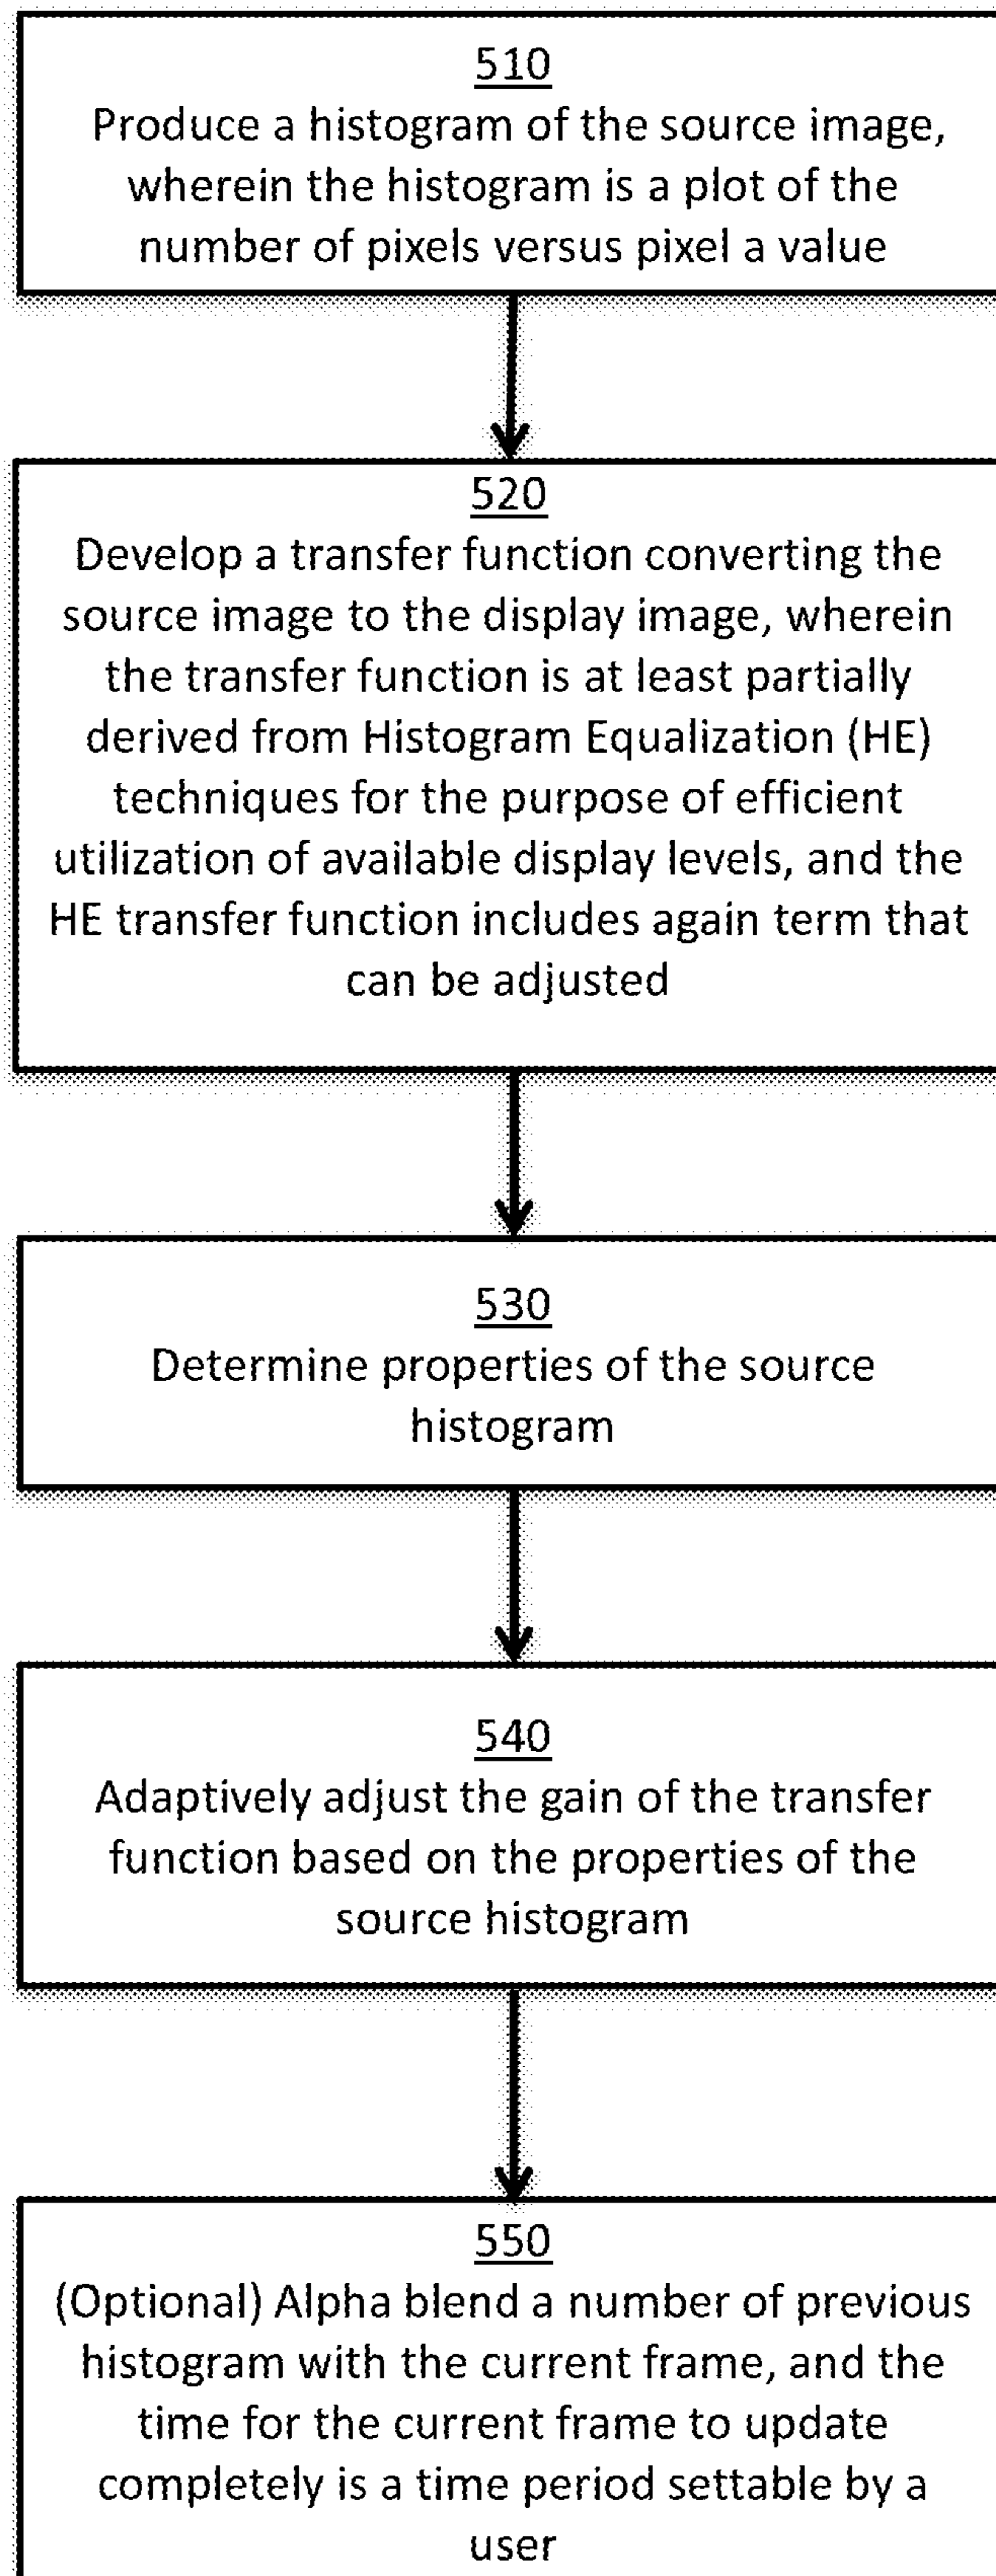 510
Produce a histogram of the source image,
wherein the histogram is a plot of the
number of pixels versus pixel a value
520
Develop a transfer function converting the
source image to the display image, wherein
the transfer function is at least partially
derived from Histogram Equalization (HE)
techniques for the purpose of efficient
utilization of available display levels, and the
HE transfer function includes again term that
can be adjusted
530
Determine properties of the source
histogram
540
Adaptively adjust the gain of the transfer
function based on the properties of the
source histogram
550
(Optional) Alpha blend a number of previous
histogram with the current frame, and the
time for the current frame to update
completely is a time period settable by a
user